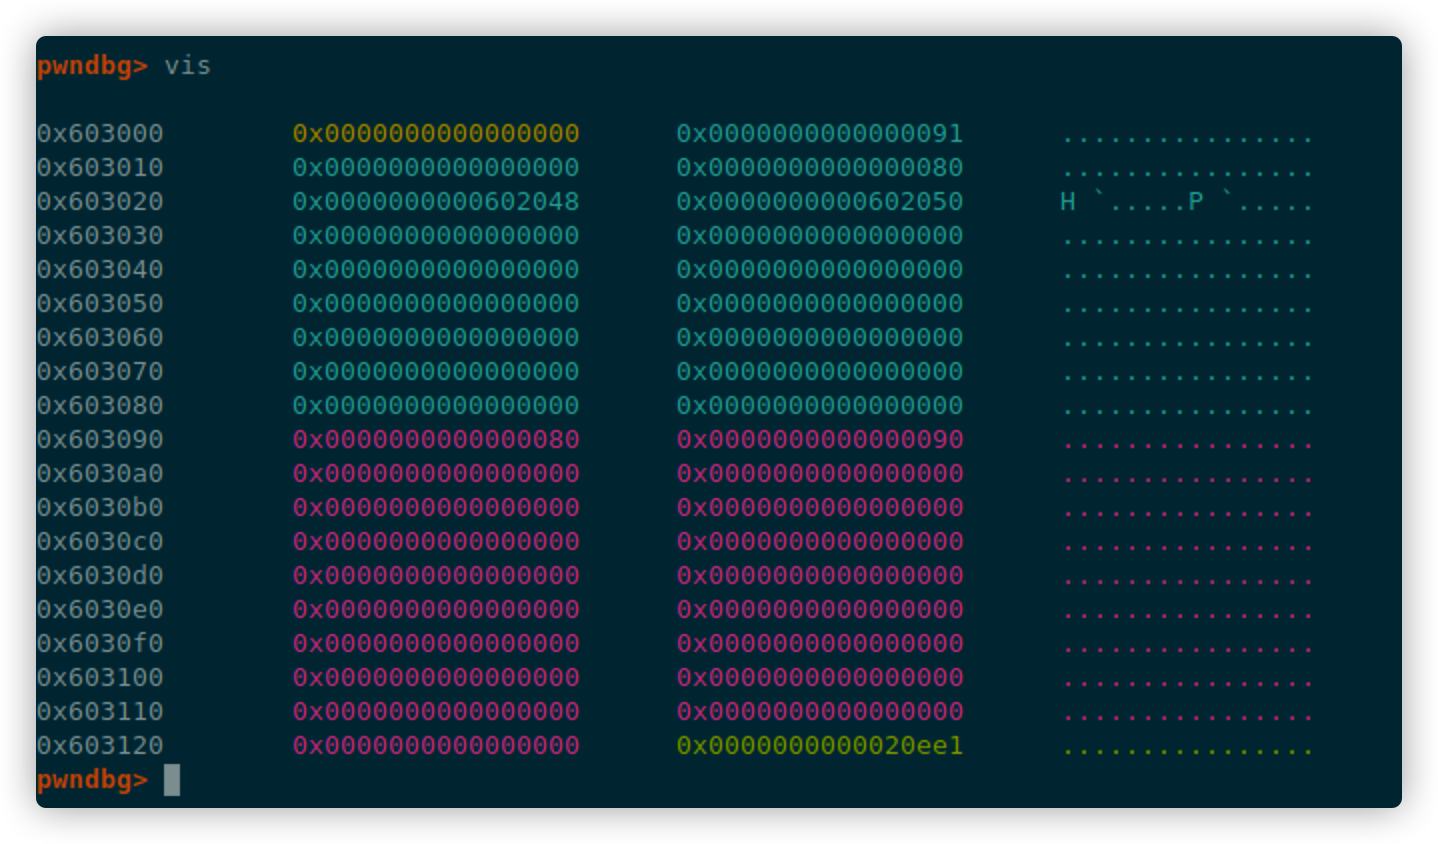 pwndbg> vis
0x603000 0x0000000000000000 0x0000000000000091 ................
0x603010 0x0000000000000000 0x0000000000000080 ................
0x603020 0x0000000000602048 0x0000000000602050 H `.....P `.....
0x603030 0x0000000000000000 0x0000000000000000 ................
0x603040 0x0000000000000000 0x0000000000000000 ................
0x603050 0x0000000000000000 0x0000000000000000 ................
0x603060 0x0000000000000000 0x0000000000000000 ................
0x603070 0x0000000000000000 0x0000000000000000 ................
0x603080 0x0000000000000000 0x0000000000000000 ................
0x603090 0x0000000000000080 0x0000000000000090 ................
0x6030a0 0x0000000000000000 0x0000000000000000 ................
0x6030b0 0x0000000000000000 0x0000000000000000 ................
0x6030c0 0x0000000000000000 0x0000000000000000 ................
0x6030d0 0x0000000000000000 0x0000000000000000 ................
0x6030e0 0x0000000000000000 0x0000000000000000 ................
0x6030f0 0x0000000000000000 0x0000000000000000 ................
0x603100 0x0000000000000000 0x0000000000000000 ................
0x603110 0x0000000000000000 0x0000000000000000 ................
0x603120 0x0000000000000000 0x0000000000020ee1 ................
pwndbg>